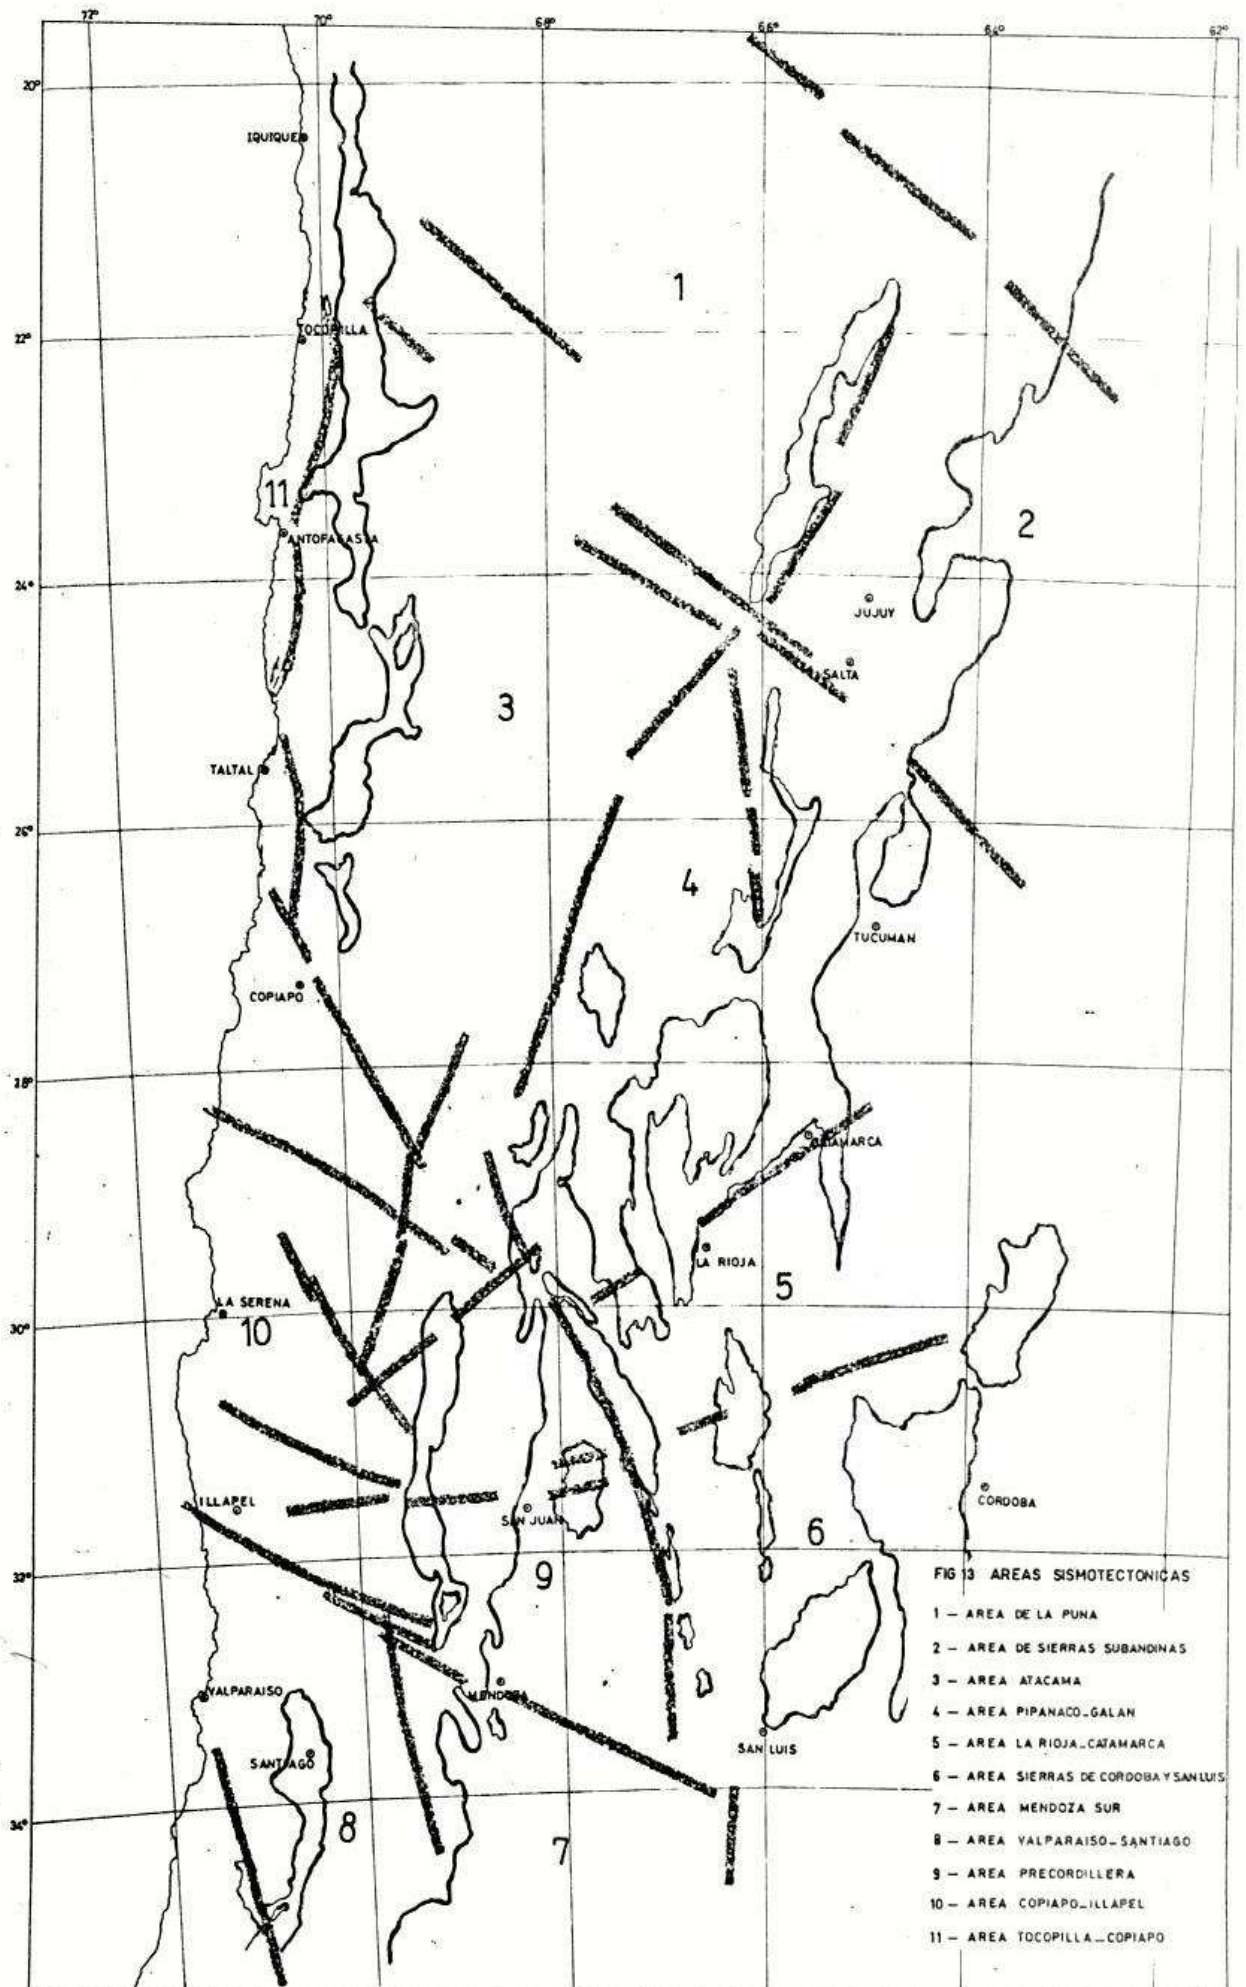 72° 70° 68° 66° 64° 62°
20°
IQUIQUE
1
TOCOPILLA
22°
11
ANTOFAGASTA
2
24°
JUJUY
SALTA
3
TALTAL
26°
4
TUCUMAN
COPIAPO
28°
CATAMARCA
LA RIOJA
5
LA SERENA
30°
10
CORDOBA
ILLAPEL
SAN JUAN
6
9
32°
VALPARAISO
MENDOZA
SAN LUIS
SANTIAGO
8
34°
7
FIG 13 AREAS SISMOTECTONICAS
1 – AREA DE LA PUNA
2 – AREA DE SIERRAS SUBANDINAS
3 – AREA ATACAMA
4 – AREA PIPANACO_GALAN
5 – AREA LA RIOJA_CATAMARCA
6 – AREA SIERRAS DE CORDOBA Y SAN LUIS
7 – AREA MENDOZA SUR
8 – AREA VALPARAISO_SANTIAGO
9 – AREA PRECORDILLERA
10 – AREA COPIAPO_ILLAPEL
11 – AREA TOCOPILLA_COPIAPO